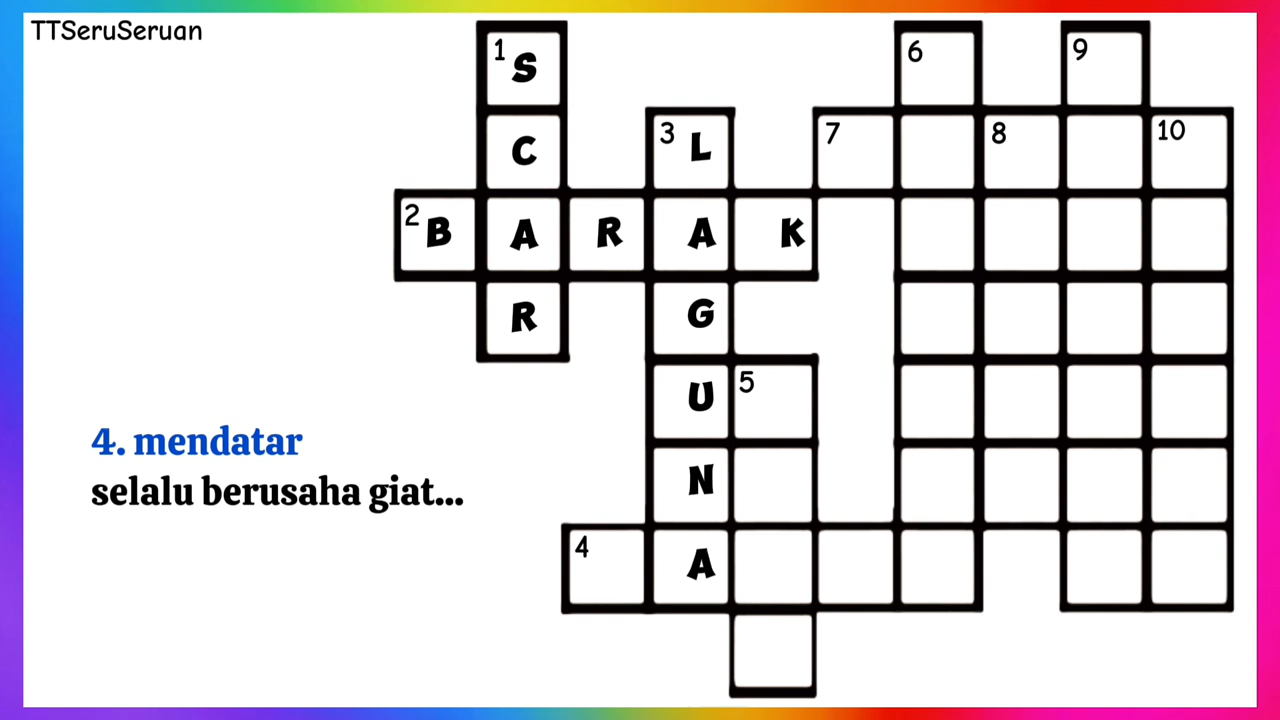 TTSeruSeruan
1 S 6 9
C 3 L 7 8 10
2 B A R A K
R G
U 5
4. mendatar
selalu berusaha giat...
N
4 A